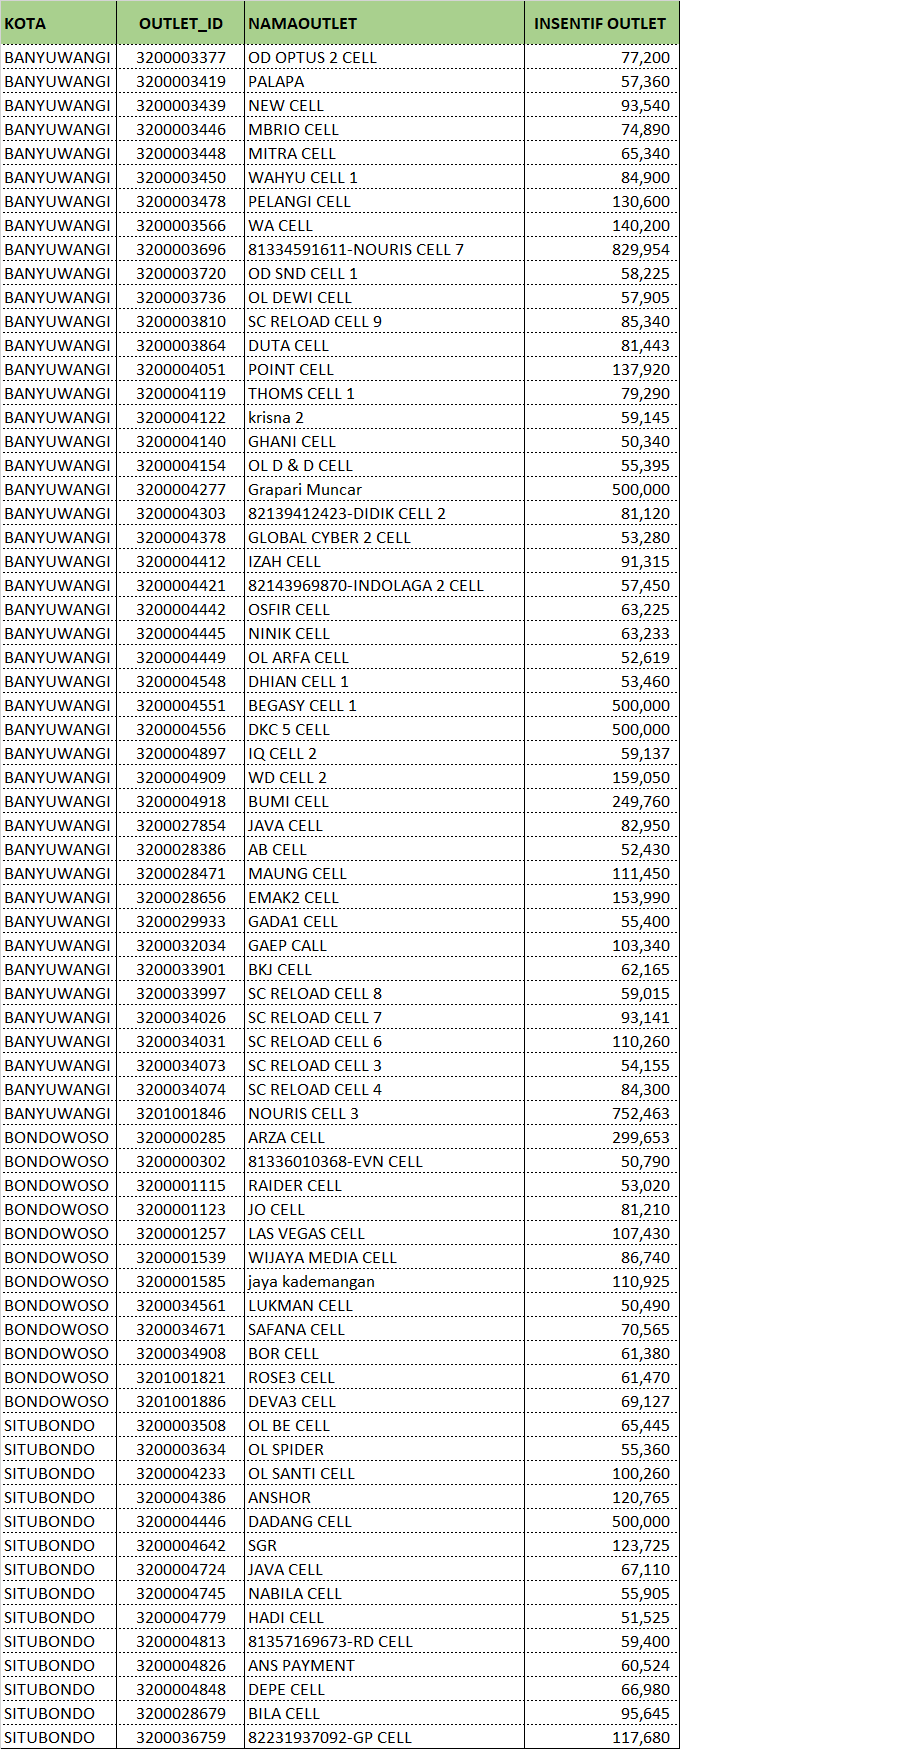 KOTA OUTLET_ID NAMAOUTLET INSENTIF OUTLET
BANYUWANGI 3200003377 OD OPTUS 2 CELL 77,200
BANYUWANGI 3200003419 PALAPA 57,360
BANYUWANGI 3200003439 NEW CELL 93,540
BANYUWANGI 3200003446 MBRIO CELL 74,890
BANYUWANGI 3200003448 MITRA CELL 65,340
BANYUWANGI 3200003450 WAHYU CELL 1 84,900
BANYUWANGI 3200003478 PELANGI CELL 130,600
BANYUWANGI 3200003566 WA CELL 140,200
BANYUWANGI 3200003696 81334591611-NOURIS CELL 7 829,954
BANYUWANGI 3200003720 OD SND CELL 1 58,225
BANYUWANGI 3200003736 OL DEWI CELL 57,905
BANYUWANGI 3200003810 SC RELOAD CELL 9 85,340
BANYUWANGI 3200003864 DUTA CELL 81,443
BANYUWANGI 3200004051 POINT CELL 137,920
BANYUWANGI 3200004119 THOMS CELL 1 79,290
BANYUWANGI 3200004122 krisna 2 59,145
BANYUWANGI 3200004140 GHANI CELL 50,340
BANYUWANGI 3200004154 OL D & D CELL 55,395
BANYUWANGI 3200004277 Grapari Muncar 500,000
BANYUWANGI 3200004303 82139412423-DIDIK CELL 2 81,120
BANYUWANGI 3200004378 GLOBAL CYBER 2 CELL 53,280
BANYUWANGI 3200004412 IZAH CELL 91,315
BANYUWANGI 3200004421 82143969870-INDOLAGA 2 CELL 57,450
BANYUWANGI 3200004442 OSFIR CELL 63,225
BANYUWANGI 3200004445 NINIK CELL 63,233
BANYUWANGI 3200004449 OL ARFA CELL 52,619
BANYUWANGI 3200004548 DHIAN CELL 1 53,460
BANYUWANGI 3200004551 BEGASY CELL 1 500,000
BANYUWANGI 3200004556 DKC 5 CELL 500,000
BANYUWANGI 3200004897 IQ CELL 2 59,137
BANYUWANGI 3200004909 WD CELL 2 159,050
BANYUWANGI 3200004918 BUMI CELL 249,760
BANYUWANGI 3200027854 JAVA CELL 82,950
BANYUWANGI 3200028386 AB CELL 52,430
BANYUWANGI 3200028471 MAUNG CELL 111,450
BANYUWANGI 3200028656 EMAK2 CELL 153,990
BANYUWANGI 3200029933 GADA1 CELL 55,400
BANYUWANGI 3200032034 GAEP CALL 103,340
BANYUWANGI 3200033901 BKJ CELL 62,165
BANYUWANGI 3200033997 SC RELOAD CELL 8 59,015
BANYUWANGI 3200034026 SC RELOAD CELL 7 93,141
BANYUWANGI 3200034031 SC RELOAD CELL 6 110,260
BANYUWANGI 3200034073 SC RELOAD CELL 3 54,155
BANYUWANGI 3200034074 SC RELOAD CELL 4 84,300
BANYUWANGI 3201001846 NOURIS CELL 3 752,463
BONDOWOSO 3200000285 ARZA CELL 299,653
BONDOWOSO 3200000302 81336010368-EVN CELL 50,790
BONDOWOSO 3200001115 RAIDER CELL 53,020
BONDOWOSO 3200001123 JO CELL 81,210
BONDOWOSO 3200001257 LAS VEGAS CELL 107,430
BONDOWOSO 3200001539 WIJAYA MEDIA CELL 86,740
BONDOWOSO 3200001585 jaya kademangan 110,925
BONDOWOSO 3200034561 LUKMAN CELL 50,490
BONDOWOSO 3200034671 SAFANA CELL 70,565
BONDOWOSO 3200034908 BOR CELL 61,380
BONDOWOSO 3201001821 ROSE3 CELL 61,470
BONDOWOSO 3201001886 DEVA3 CELL 69,127
SITUBONDO 3200003508 OL BE CELL 65,445
SITUBONDO 3200003634 OL SPIDER 55,360
SITUBONDO 3200004233 OL SANTI CELL 100,260
SITUBONDO 3200004386 ANSHOR 120,765
SITUBONDO 3200004446 DADANG CELL 500,000
SITUBONDO 3200004642 SGR 123,725
SITUBONDO 3200004724 JAVA CELL 67,110
SITUBONDO 3200004745 NABILA CELL 55,905
SITUBONDO 3200004779 HADI CELL 51,525
SITUBONDO 3200004813 81357169673-RD CELL 59,400
SITUBONDO 3200004826 ANS PAYMENT 60,524
SITUBONDO 3200004848 DEPE CELL 66,980
SITUBONDO 3200028679 BILA CELL 95,645
SITUBONDO 3200036759 82231937092-GP CELL 117,680